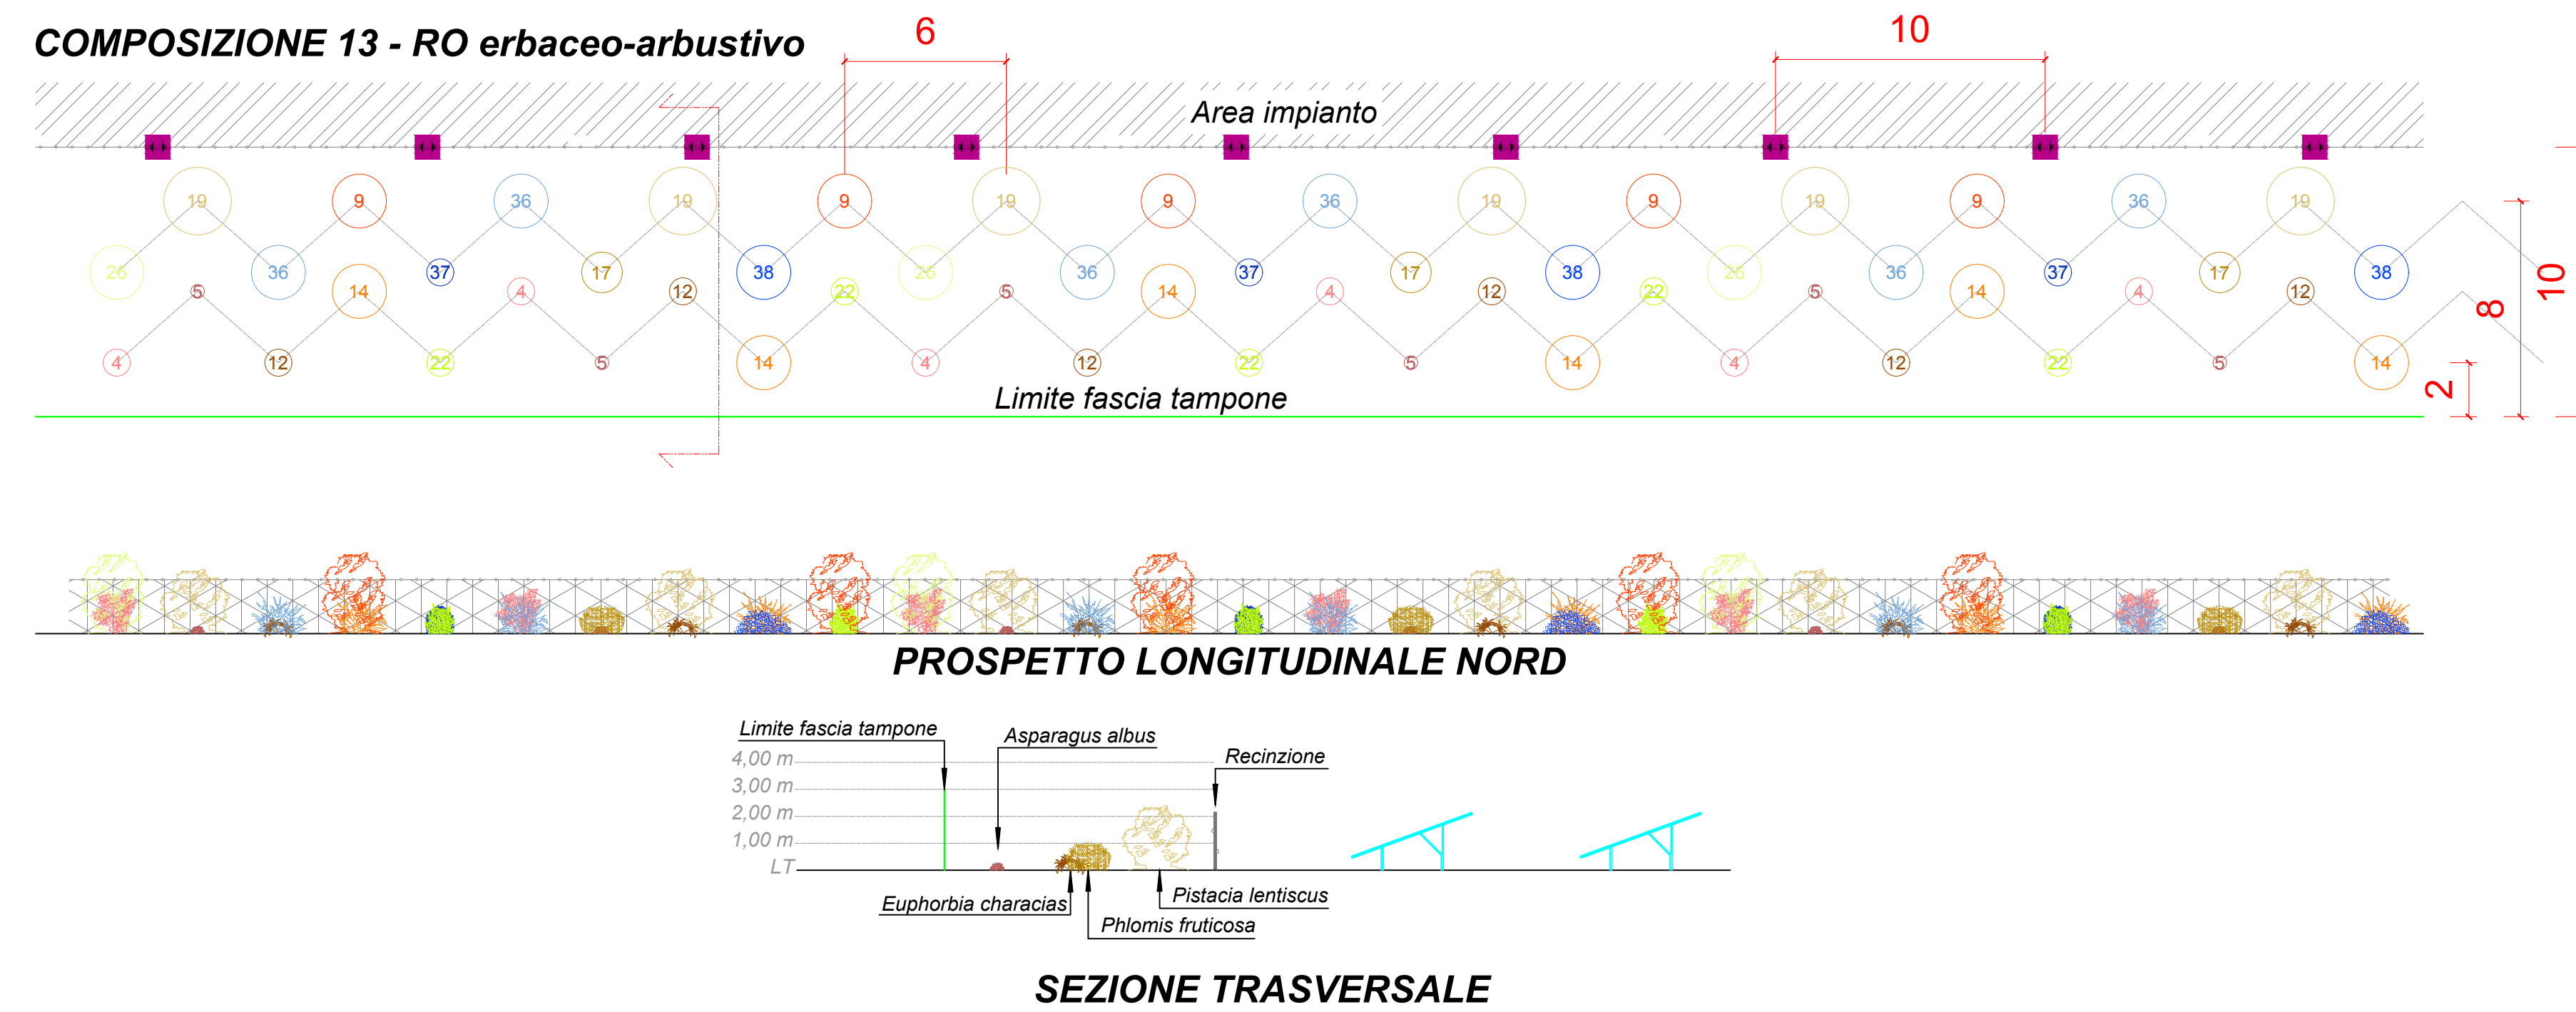 COMPOSIZIONE 13 - RO erbaceo-arbustivo
6
10
Area impianto
19 9 36 19 9 19 9 36 19 9 19 9 36 19
26 36 37 17 38 26 36 37 17 38 26 36 37 17 38
5 14 4 12 22 5 14 4 12 22 5 14 4 12
4 12 22 5 14 4 12 22 5 14 4 12 22 5 14
10
8
2
Limite fascia tampone
PROSPETTO LONGITUDINALE NORD
Limite fascia tampone
Asparagus albus
Recinzione
4,00 m
3,00 m
2,00 m
1,00 m
LT
Euphorbia characias
Pistacia lentiscus
Phlomis fruticosa
SEZIONE TRASVERSALE